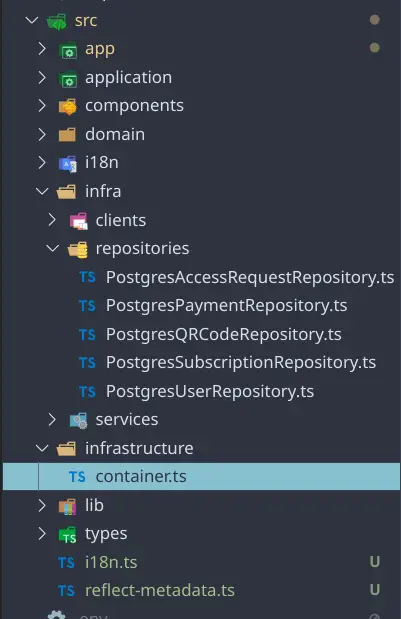 src
app
application
components
domain
i18n
infra
clients
repositories
TS PostgresAccessRequestRepository.ts
TS PostgresPaymentRepository.ts
TS PostgresQRCodeRepository.ts
TS PostgresSubscriptionRepository.ts
TS PostgresUserRepository.ts
services
infrastructure
TS container.ts
lib
TS types
TS i18n.ts U
TS reflect-metadata.ts U
.env